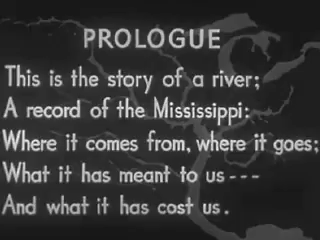 PROLOGUE
This is the story of a river;
A record of the Mississippi:
Where it comes from, where it goes;
What it has meant to us ---
And what it has cost us.